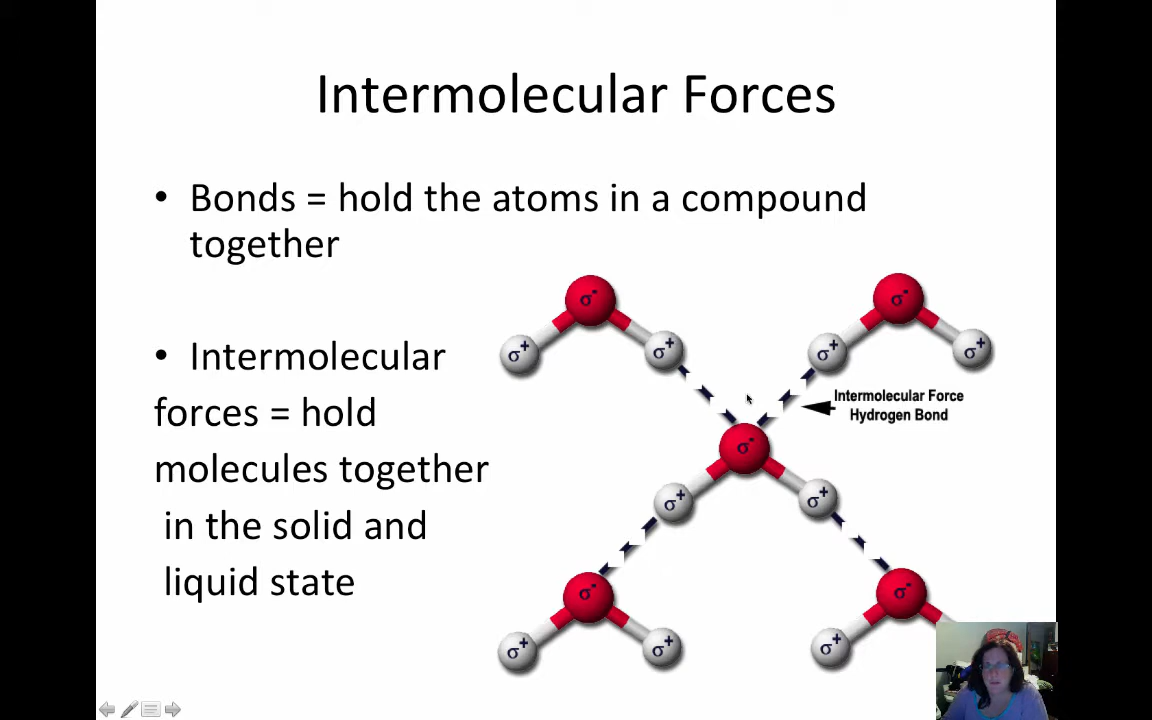 Intermolecular Forces
• Bonds = hold the atoms in a compound
together
• Intermolecular
forces = hold
molecules together
in the solid and
liquid state
σ-
σ-
σ+
σ+
σ+
σ+
Intermolecular Force
Hydrogen Bond
σ-
σ+
σ+
σ-
σ-
σ+
σ+
σ+